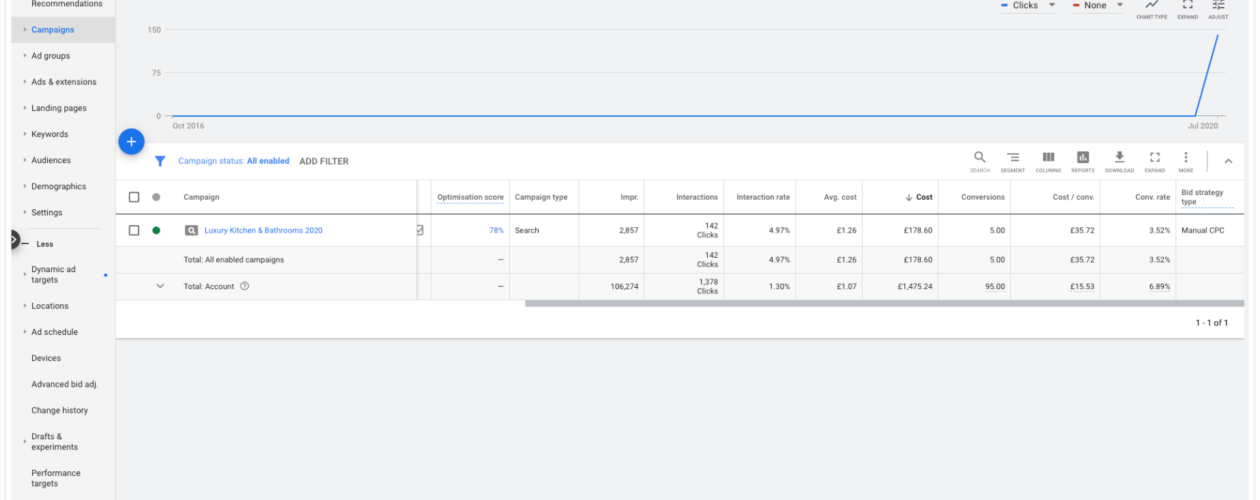 Recommendations
Clicks
None
CHART TYPE
EXPAND
ADJUST
Campaigns
Ad groups
Ads & extensions
Landing pages
Keywords
Audiences
Demographics
Settings
Less
Dynamic ad
targets
Locations
Ad schedule
Devices
Advanced bid adj.
Change history
Drafts &
experiments
Performance
targets
150
75
0
Oct 2016
Jul 2020
+
Campaign status: All enabled ADD FILTER
SEARCH
SEGMENT
COLUMNS
REPORTS
DOWNLOAD
EXPAND
MORE
Campaign Optimisation score Campaign type Impr. Interactions Interaction rate Avg. cost Cost Conversions Cost / conv. Conv. rate Bid strategy
type
Luxury Kitchen & Bathrooms 2020 78% Search 2,857 142 4.97% £1.26 £178.60 5.00 £35.72 3.52% Manual CPC
Clicks
Total: All enabled campaigns – 2,857 142 4.97% £1.26 £178.60 5.00 £35.72 3.52%
Clicks
Total: Account – 106,274 1,378 1.30% £1.07 £1,475.24 95.00 £15.53 6.89%
Clicks
1 - 1 of 1